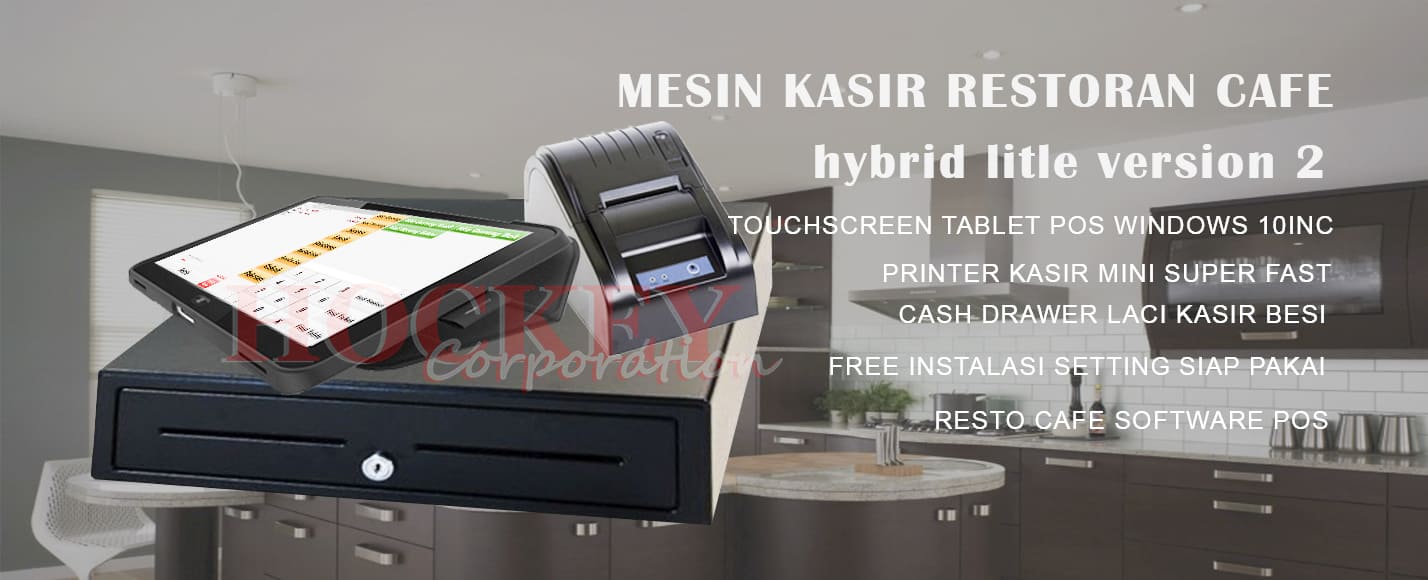 MESIN KASIR RESTORAN CAFE
hybrid litle version 2
TOUCHSCREEN TABLET POS WINDOWS 10INC
PRINTER KASIR MINI SUPER FAST
CASH DRAWER LACI KASIR BESI
FREE INSTALASI SETTING SIAP PAKAI
RESTO CAFE SOFTWARE POS
HOCKEY
Corporation